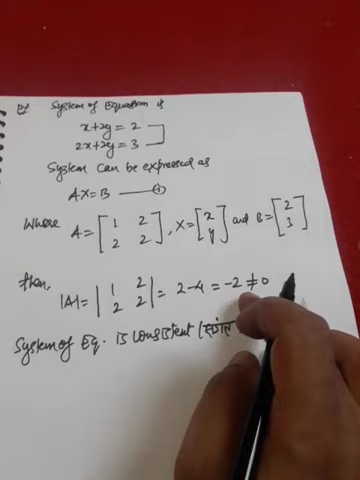 System of Equation is
x+2y = 2
2x+2y = 3
System can be expressed as
AX=B —— ①
Where A = [1 2 2 2], X = [x y] and B = [2 3]
then,
|A| = |1 2 2 2| = 2-4 = -2 ≠ 0
System of Eq. is consistent (